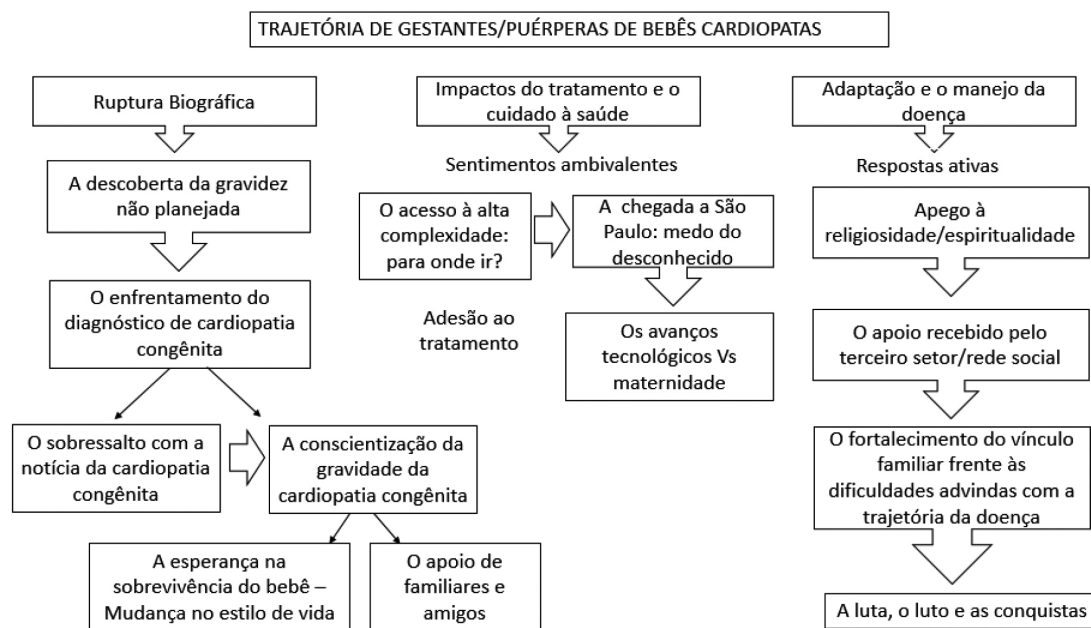 TRAJETÓRIA DE GESTANTES/PUÉRPERAS DE BEBÊS CARDIOPATAS
Ruptura Biográfica
A descoberta da gravidez
não planejada
O enfrentamento do
diagnóstico de cardiopatia
congênita
O sobressalto com a
notícia da cardiopatia
congênita
A conscientização da
gravidade da
cardiopatia congênita
A esperança na
sobrevivência do bebê –
Mudança no estilo de vida
O apoio de
familiares e
amigos
Impactos do tratamento e o
cuidado à saúde
Sentimentos ambivalentes
O acesso à alta
complexidade:
para onde ir?
A chegada a São
Paulo: medo do
desconhecido
Adesão ao
tratamento
Os avanços
tecnológicos Vs
maternidade
Adaptação e o manejo da
doença
Respostas ativas
Apego à
religiosidade/espiritualidade
O apoio recebido pelo
terceiro setor/rede social
O fortalecimento do vínculo
familiar frente às
dificuldades advindas com a
trajetória da doença
A luta, o luto e as conquistas